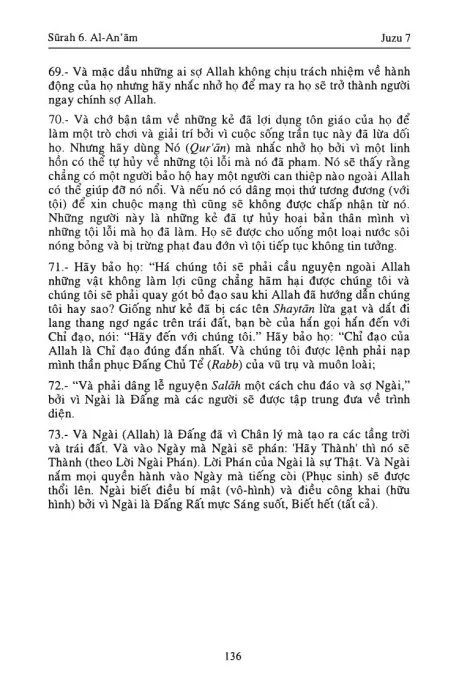 Sūrah 6. Al-An’ām Juzu 7
69.- Và mặc dầu những ai sợ Allah không chịu trách nhiệm về hành
động của họ nhưng hãy nhắc nhở họ để may ra họ sẽ trở thành người
ngay chính sợ Allah.
70.- Và chớ bận tâm về những kẻ đã lợi dụng tôn giáo của họ để
làm một trò chơi và giải trí bởi vì cuộc sống trần tục này đã lừa dối
họ. Nhưng hãy dùng Nó (Qur'ān) mà nhắc nhở họ bởi vì một linh
hồn có thể tự hủy về những tội lỗi mà nó đã phạm. Nó sẽ thấy rằng
chẳng có một người bảo hộ hay một người can thiệp nào ngoài Allah
có thể giúp đỡ nó nổi. Và nếu nó có dâng mọi thứ tương đương (với
tội) để xin chuộc mạng thì cũng sẽ không được chấp nhận từ nó.
Những người này là những kẻ đã tự hủy hoại bản thân mình vì
những tội lỗi mà họ đã làm. Họ sẽ được cho uống một loại nước sôi
nóng bỏng và bị trừng phạt đau đớn vì tội tiếp tục không tin tưởng.
71.- Hãy bảo họ: “Há chúng tôi sẽ phải cầu nguyện ngoài Allah
những vật không làm lợi cũng chẳng hãm hại được chúng tôi và
chúng tôi sẽ phải quay gót bỏ đạo sau khi Allah đã hướng dẫn chúng
tôi hay sao? Giống như kẻ đã bị các tên Shaytān lừa gạt và dắt đi
lang thang ngơ ngác trên trái đất, bạn bè của hắn gọi hắn đến với
Chỉ đạo, nói: “Hãy đến với chúng tôi.” Hãy bảo họ: “Chỉ đạo của
Allah là Chỉ đạo đúng đắn nhất. Và chúng tôi được lệnh phải nạp
mình thần phục Đấng Chủ Tể (Rabb) của vũ trụ và muôn loài;
72.- “Và phải dâng lễ nguyện Salāh một cách chu đáo và sợ Ngài,”
bởi vì Ngài là Đấng mà các người sẽ được tập trung đưa về trình
diện.
73.- Và Ngài (Allah) là Đấng đã vì Chân lý mà tạo ra các tầng trời
và trái đất. Và vào Ngày mà Ngài sẽ phán: 'Hãy Thành' thì nó sẽ
Thành (theo Lời Ngài Phán). Lời Phán của Ngài là sự Thật. Và Ngài
nắm mọi quyền hành vào Ngày mà tiếng còi (Phục sinh) sẽ được
thổi lên. Ngài biết điều bí mật (vô-hình) và điều công khai (hữu
hình) bởi vì Ngài là Đấng Rất mực Sáng suốt, Biết hết (tất cả).
136